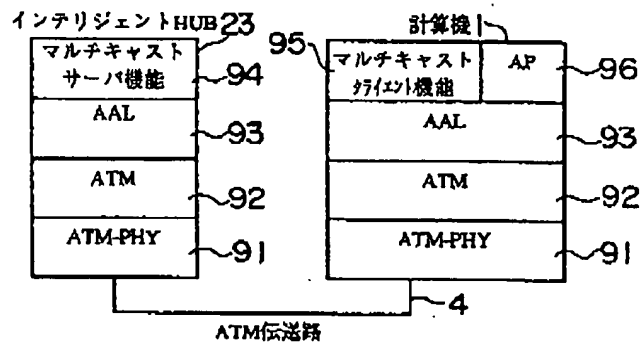 インテリジェントHUB 23
マルチキャスト
サーバ機能
94
AAL
93
ATM
92
ATM-PHY
91
計算機1
95
マルチキャスト
クライエント機能
AP
96
AAL
93
ATM
92
ATM-PHY
91
4
ATM伝送路